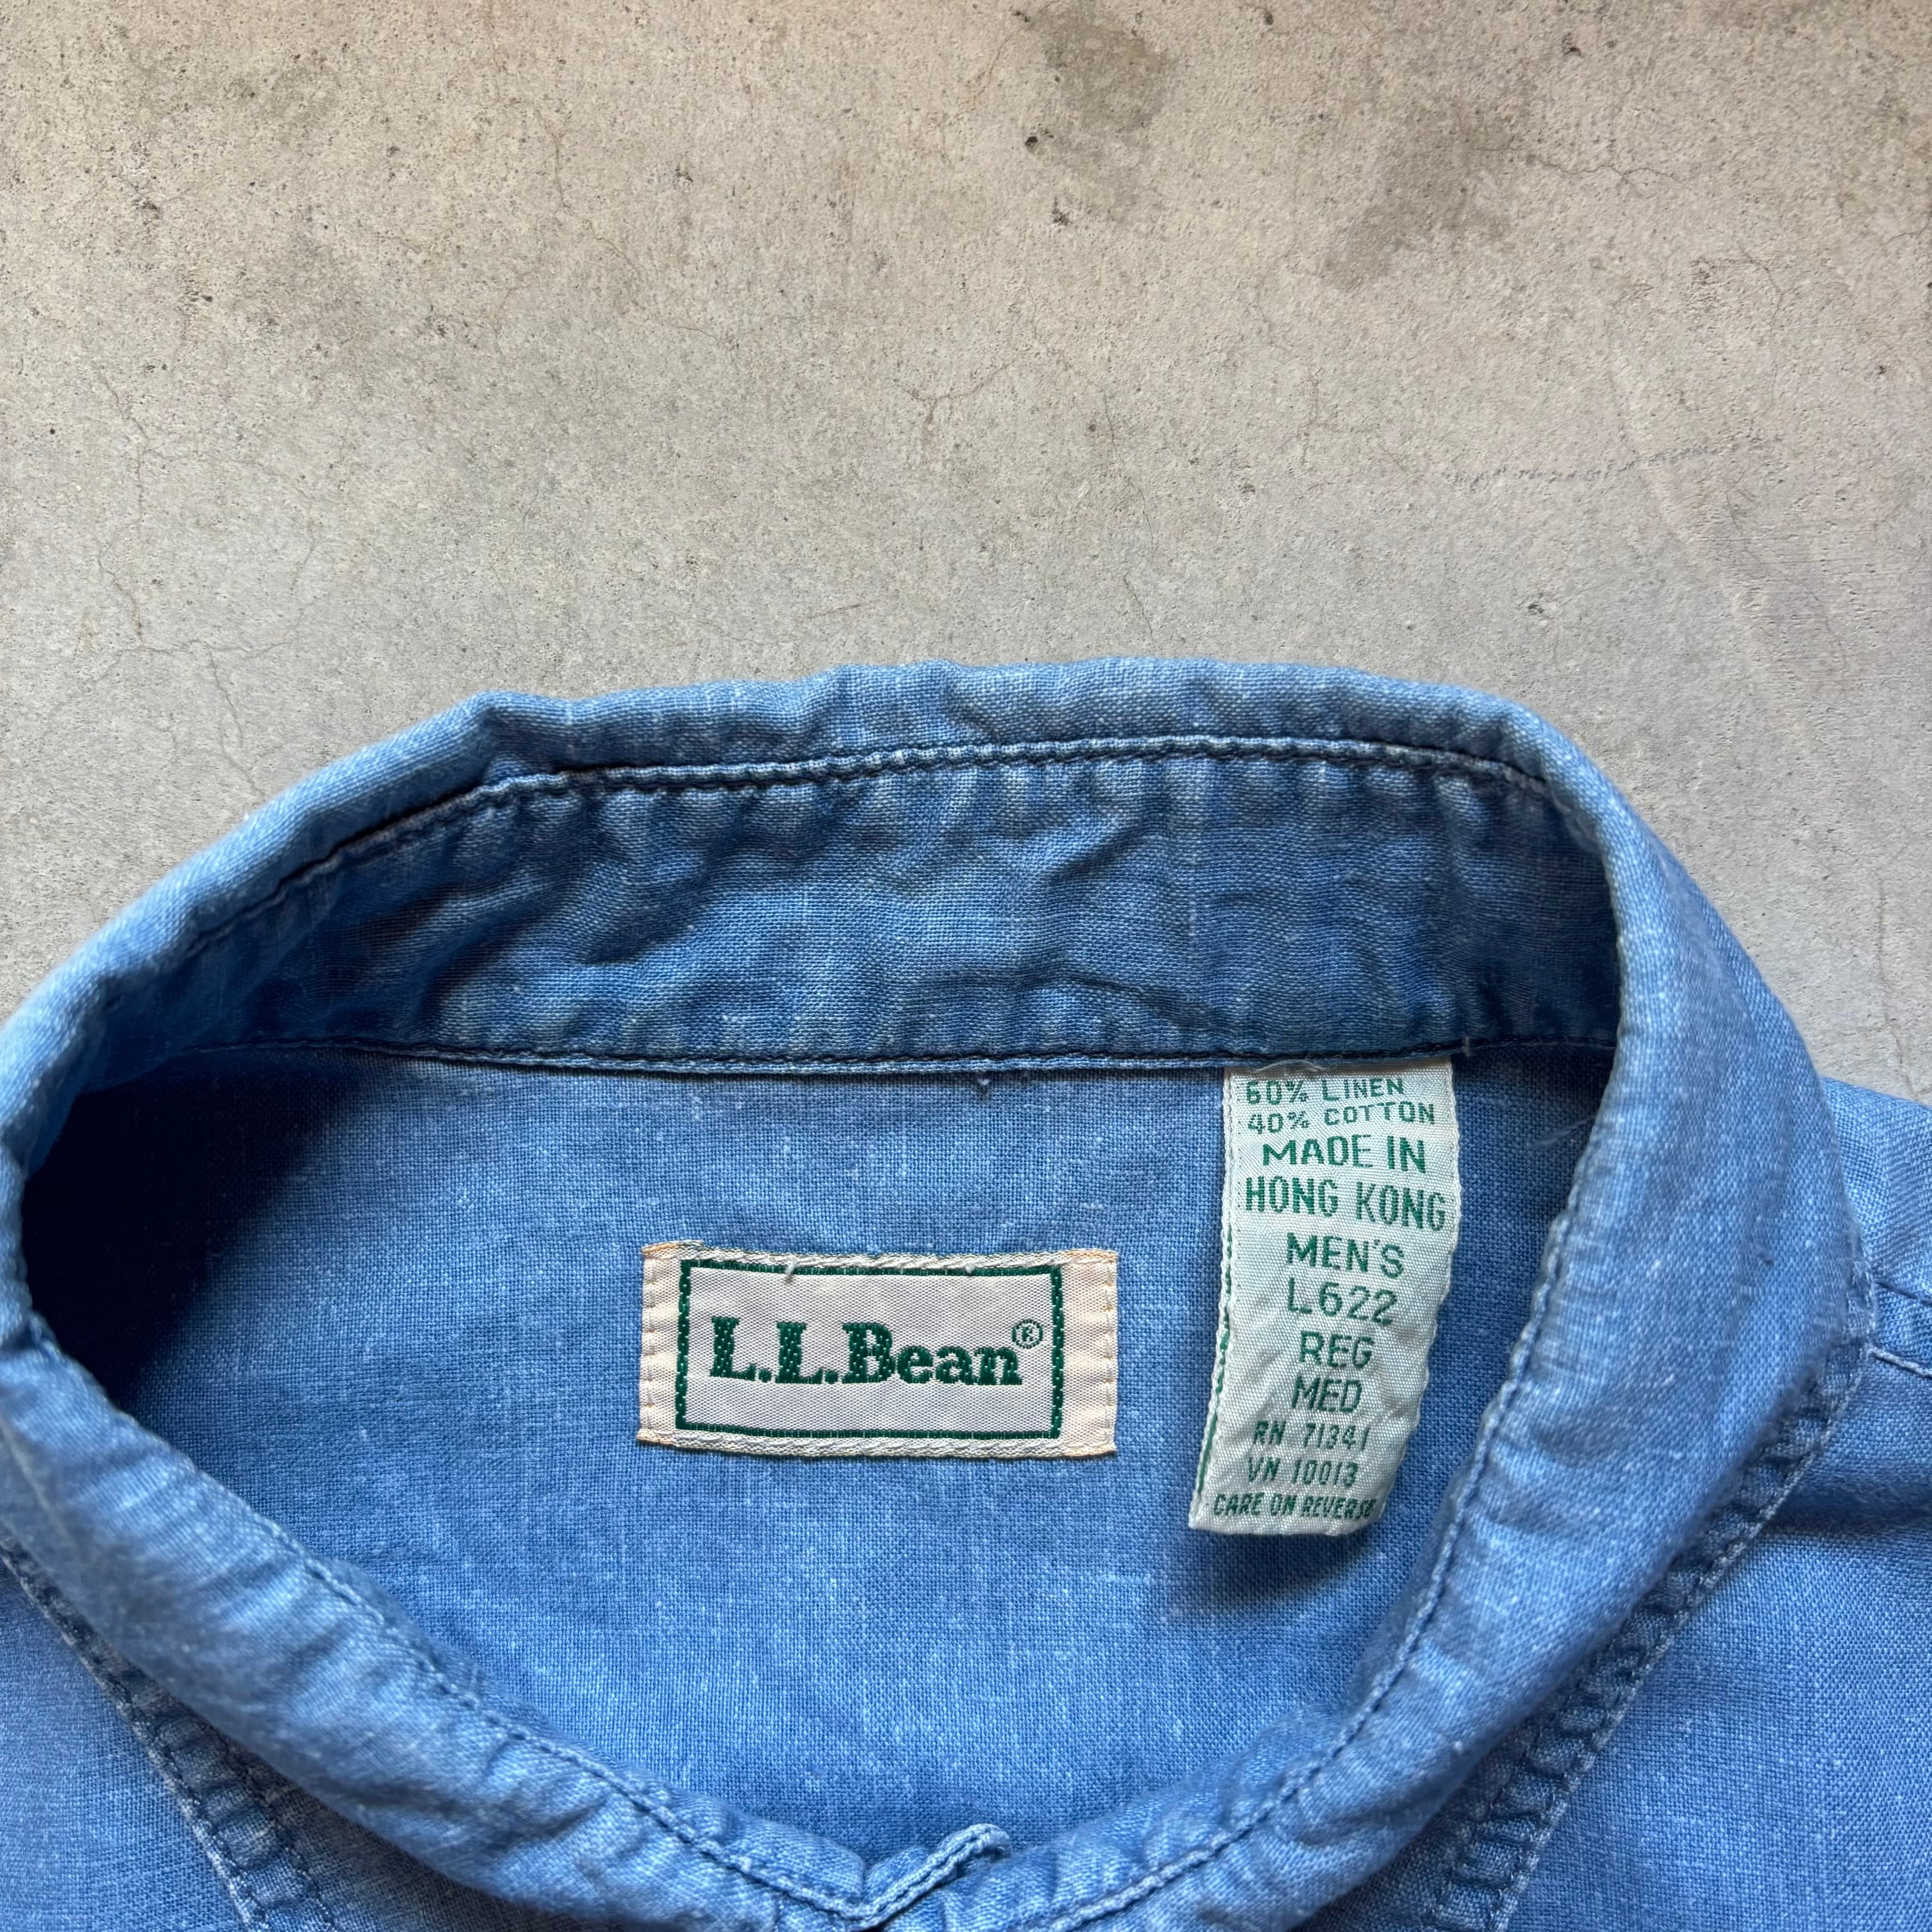 L.L.Bean®
60% LINEN
40% COTTON
MADE IN
HONG KONG
MEN'S
L622
REG
MED
RN 71341
VN 10013
CARE ON REVERSE